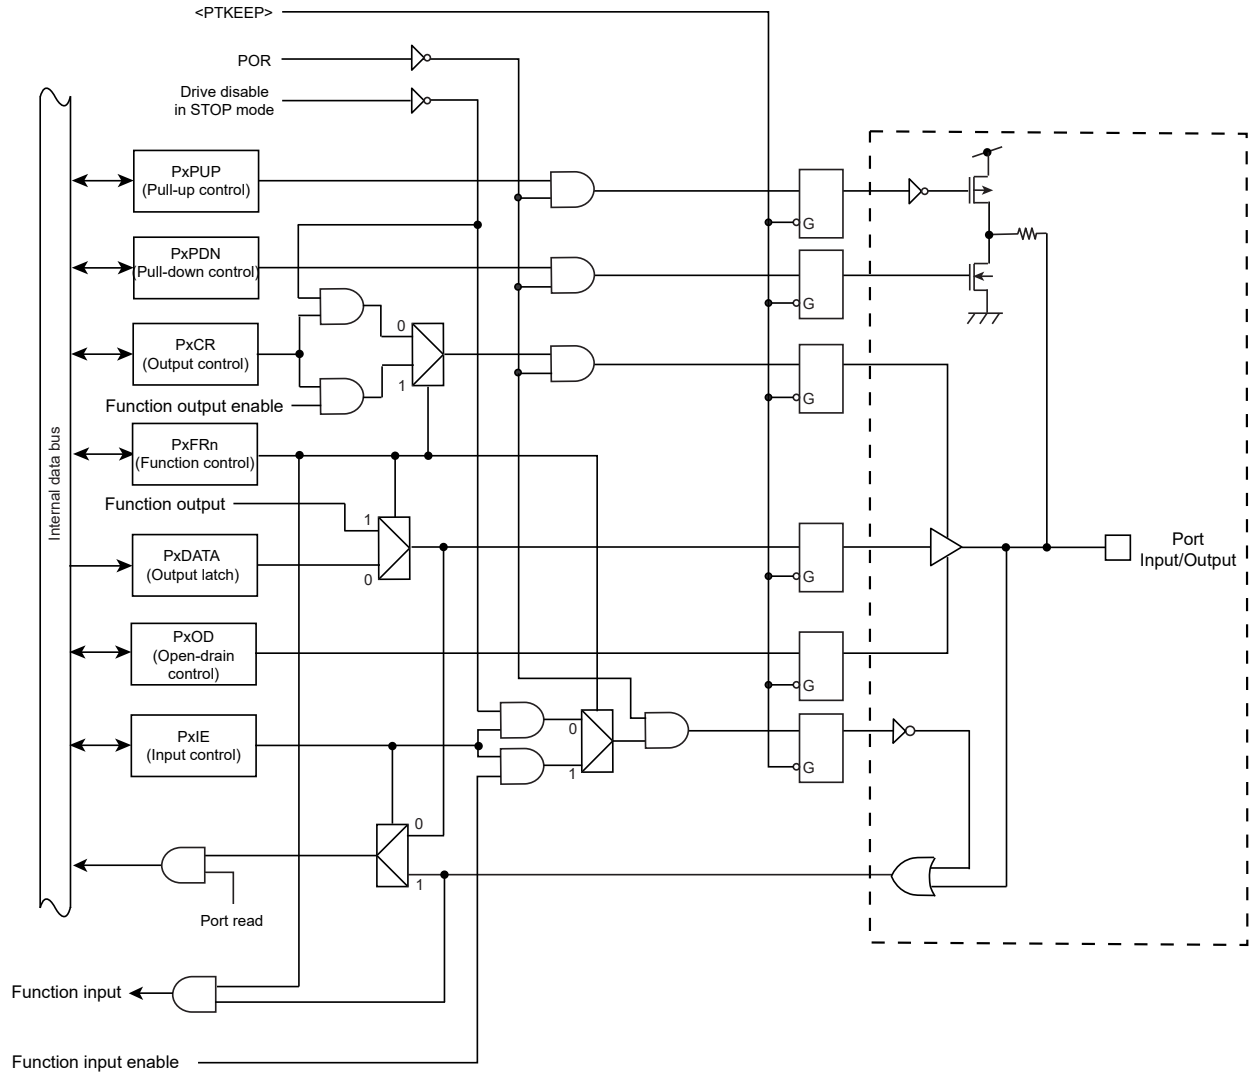 <PTKEEP>
POR
Drive disable
in STOP mode
PxPUP
(Pull-up control)
G
PxPDN
(Pull-down control)
G
PxCR
(Output control)
0
1
G
Function output enable
PxFRn
(Function control)
Internal data bus
Function output
1
PxDATA
(Output latch)
0
G
Port
Input/Output
PxOD
(Open-drain
control)
G
PxIE
(Input control)
0
1
G
0
1
Port read
Function input
Function input enable